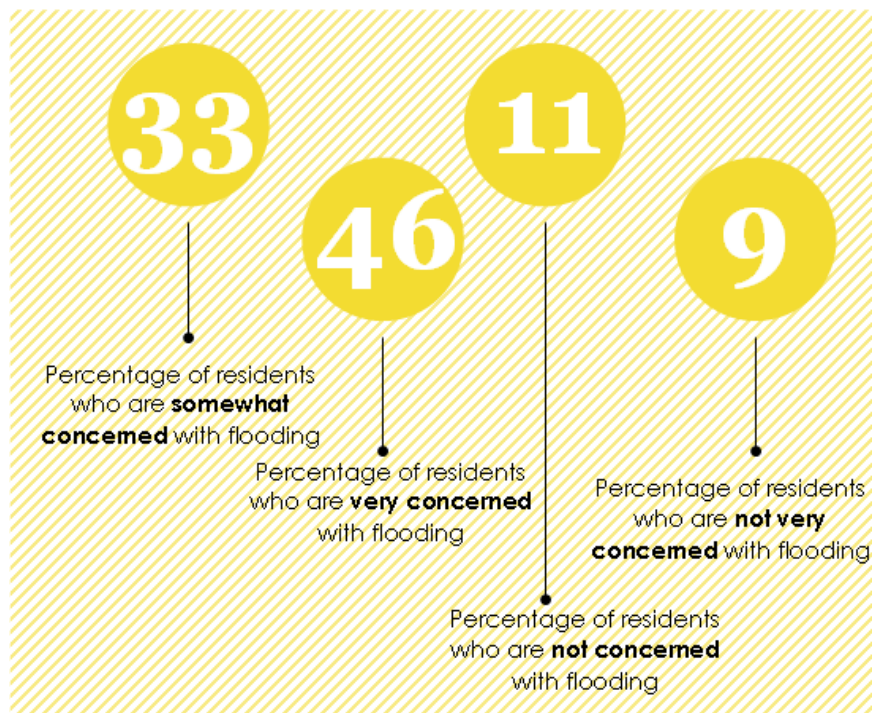 33
Percentage of residents
who are somewhat
concerned with flooding
46
Percentage of residents
who are very concerned
with flooding
11
Percentage of residents
who are not concerned
with flooding
9
Percentage of residents
who are not very
concerned with flooding